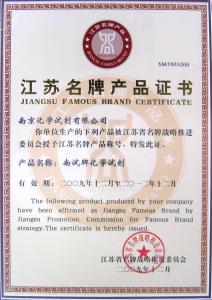 江苏名牌产品
JIANGSU FAMOUS BRAND
SM1003200
江苏名牌产品证书
JIANGSU FAMOUS BRAND CERTIFICATE
南京化学试剂有限公司
你单位生产的下列产品被江苏省名牌战略推进
委员会授予江苏名牌产品称号,特发此证。
产品名称:南试牌化学试剂
有效期:二〇〇九年十二月至二〇一二年十二月
The following product produced by your company
have been affirmed as Jiangsu Famous Brand by
Jiangsu Promotion Commission for Famous Brand
strategy.The certificate is hereby issued.
江苏省名牌战略推进委员会
二〇〇九年十二月